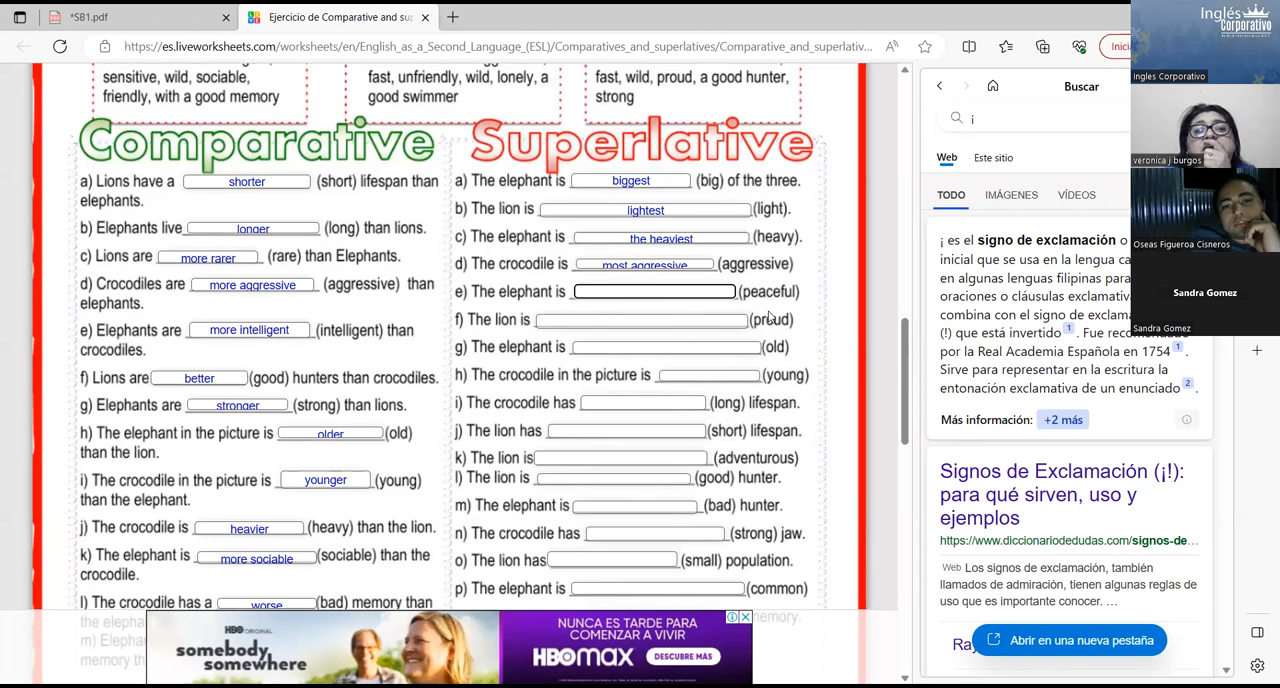 *SB1.pdf
Ejercicio de Comparative and sup
https://es.liveworksheets.com/worksheets/en/English_as_a_Second_Language_(ESL)/Comparatives_and_superlatives/Comparative_and_superlativ...
Inici
sensitive, wild, sociable,
friendly, with a good memory
fast, unfriendly, wild, lonely, a
good swimmer
fast, wild, proud, a good hunter,
strong
Comparative
a) Lions have a shorter (short) lifespan than
elephants.
b) Elephants live longer (long) than lions.
c) Lions are more rarer (rare) than Elephants.
d) Crocodiles are more aggressive (aggressive) than
elephants.
e) Elephants are more intelligent (intelligent) than
crocodiles.
f) Lions are better (good) hunters than crocodiles.
g) Elephants are stronger (strong) than lions.
h) The elephant in the picture is older (old)
than the lion.
i) The crocodile in the picture is younger (young)
than the elephant.
j) The crocodile is heavier (heavy) than the lion.
k) The elephant is more sociable (sociable) than the
crocodile.
l) The crocodile has a worse (bad) memory than
the
m) Elepha
memory th
Superlative
a) The elephant is biggest (big) of the three.
b) The lion is lightest (light).
c) The elephant is the heaviest (heavy).
d) The crocodile is most aggressive (aggressive)
e) The elephant is (peaceful)
f) The lion is (proud)
g) The elephant is (old)
h) The crocodile in the picture is (young)
i) The crocodile has (long) lifespan.
j) The lion has (short) lifespan.
k) The lion is (adventurous)
l) The lion is (good) hunter.
m) The elephant is (bad) hunter.
n) The crocodile has (strong) jaw.
o) The lion has (small) population.
p) The elephant is (common)
memory.
HBO ORIGINAL
somebody
somewhere
NUNCA ES TARDE PARA
COMENZAR A VIVIR
HBOMAX
DESCUBRE MÁS
Buscar
¡
Web
Este sitio
TODO
IMÁGENES
VÍDEOS
¡ es el signo de exclamación o
inicial que se usa en la lengua ca
en algunas lenguas filipinas para
oraciones o cláusulas exclamativa
combina con el signo de exclama
(!) que está invertido 1 . Fue reco
por la Real Academia Española en 1754 1 .
Sirve para representar en la escritura la
entonación exclamativa de un enunciado 2
Más información:
+2 más
Signos de Exclamación (¡!):
para qué sirven, uso y
ejemplos
https://www.diccionariodedudas.com/signos-de...
Web Los signos de exclamación, también
llamados de admiración, tienen algunas reglas de
uso que es importante conocer. ...
Ray
Abrir en una nueva pestaña
Inglés
Corporativo
Ingles Corporativo
veronica j burgos
Oseas Figueroa Cisneros
Sandra Gomez
Sandra Gomez